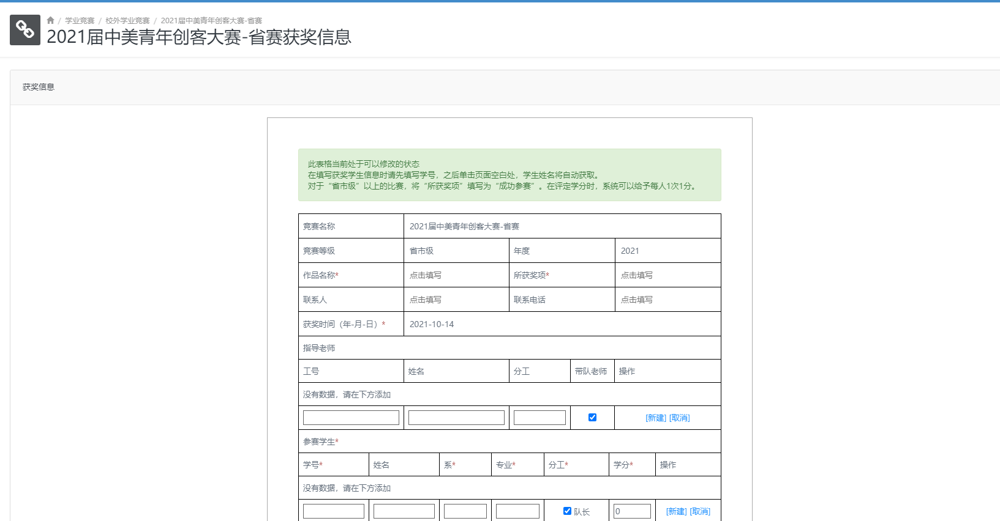 / 学业竞赛 / 校外学业竞赛 / 2021届中美青年创客大赛-省赛
2021届中美青年创客大赛-省赛获奖信息
获奖信息
此表格当前处于可以修改的状态
在填写获奖学生信息时请先填写学号，之后单击页面空白处，学生姓名将自动获取。
对于“省市级”以上的比赛，将“所获奖项”填写为“成功参赛”。在评定学分时，系统可以给予每人1次1分。
竞赛名称 2021届中美青年创客大赛-省赛
竞赛等级 省市级 年度 2021
作品名称* 点击填写 所获奖项* 点击填写
联系人 点击填写 联系电话 点击填写
获奖时间（年-月-日）* 2021-10-14
指导老师
工号 姓名 分工 带队老师 操作
没有数据，请在下方添加
[新建] [取消]
参赛学生*
学号* 姓名 系* 专业* 分工* 学分* 操作
没有数据，请在下方添加
队长 0 [新建] [取消]